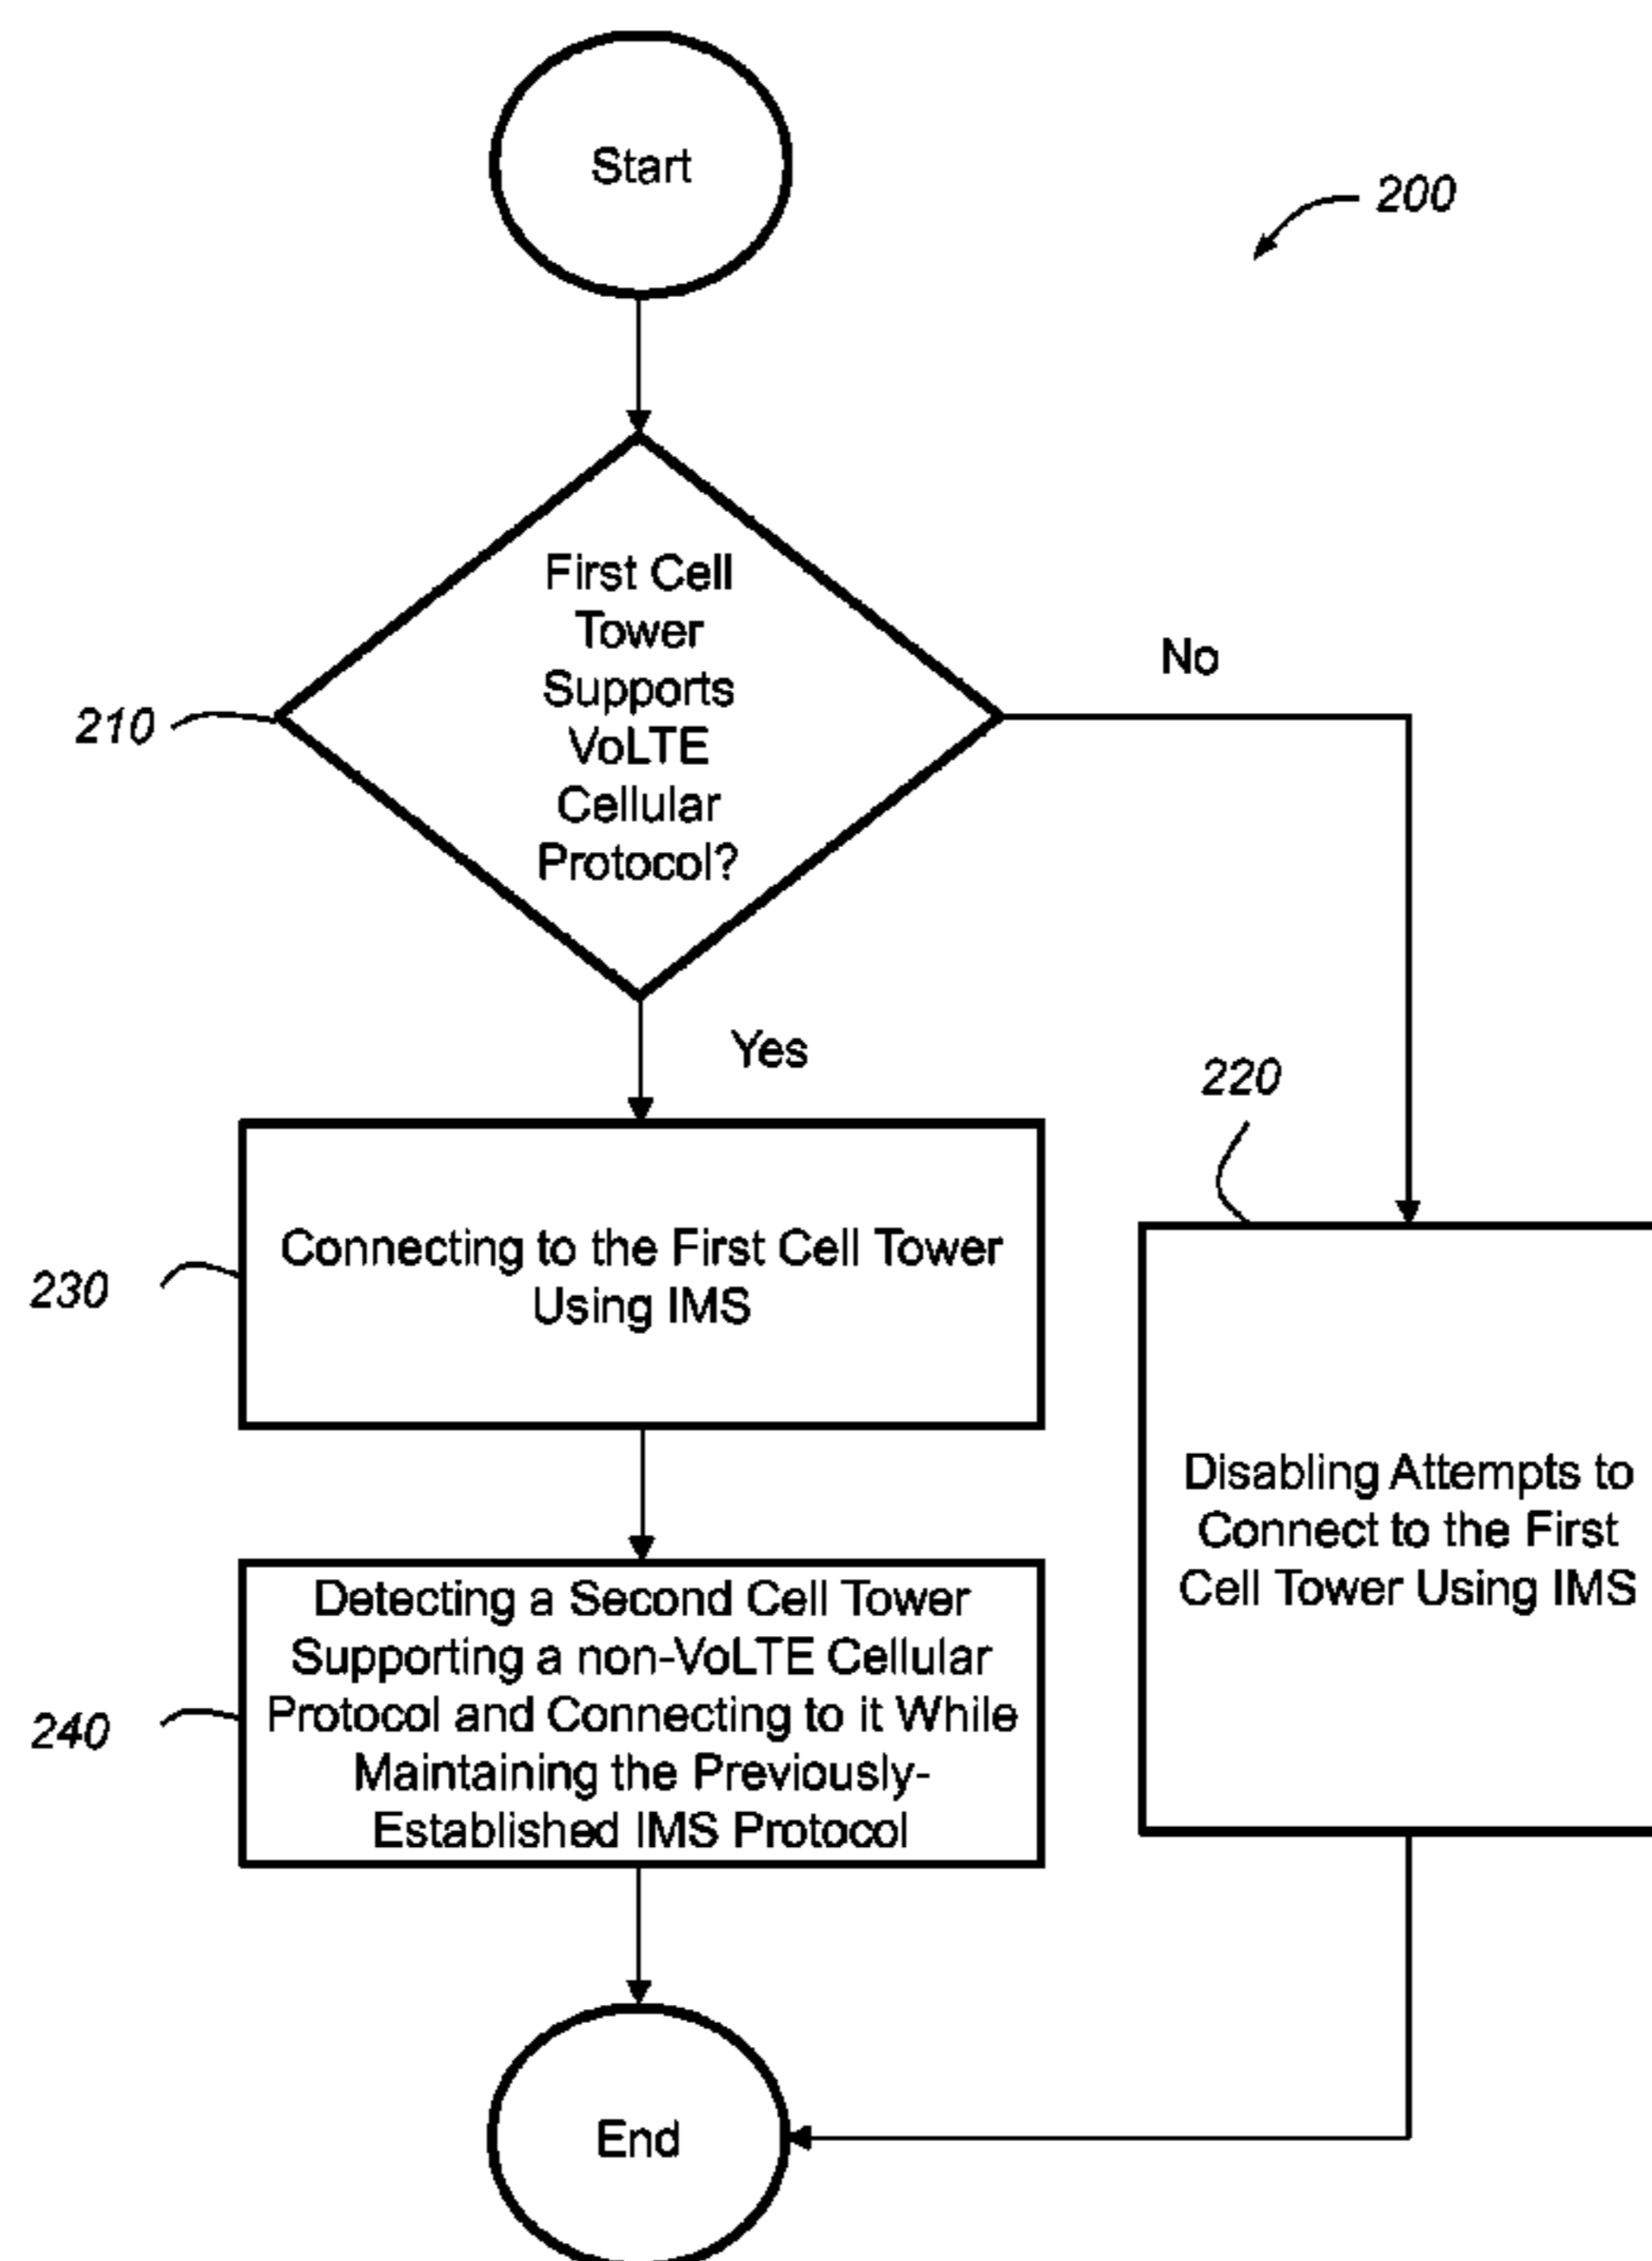 Start
200
First Cell
Tower
Supports
VoLTE
Cellular
Protocol?
210
No
Yes
220
Connecting to the First Cell Tower
Using IMS
230
Disabling Attempts to
Connect to the First
Cell Tower Using IMS
Detecting a Second Cell Tower
Supporting a non-VoLTE Cellular
Protocol and Connecting to it While
Maintaining the Previously-
Established IMS Protocol
240
End